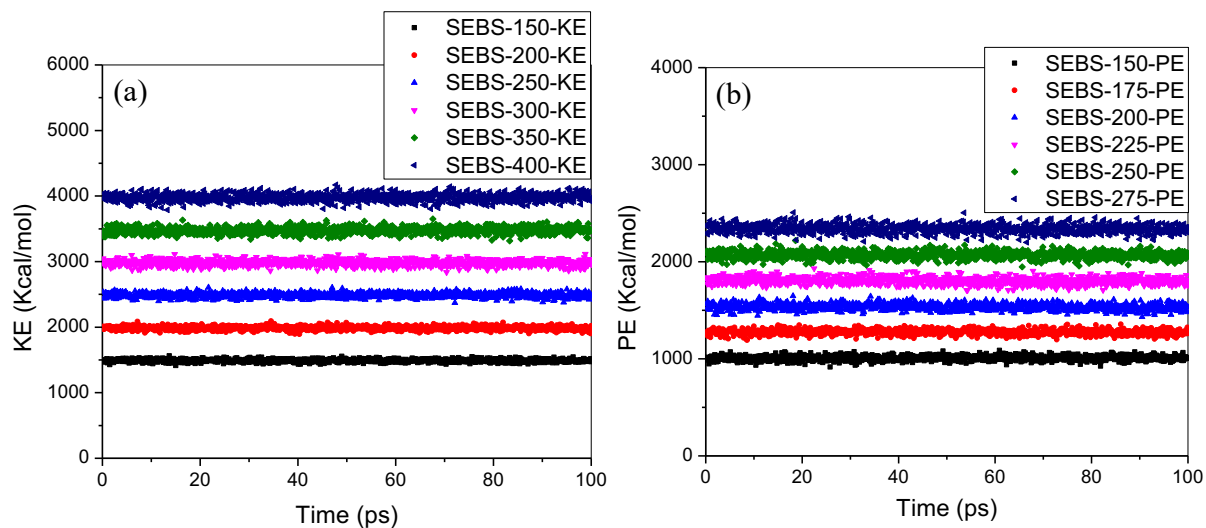 SEBS-150-KE
SEBS-200-KE
SEBS-250-KE
SEBS-300-KE
SEBS-350-KE
SEBS-400-KE
(a)
6000
5000
4000
3000
2000
1000
0
KE (Kcal/mol)
0 20 40 60 80 100
Time (ps)
SEBS-150-PE
SEBS-175-PE
SEBS-200-PE
SEBS-225-PE
SEBS-250-PE
SEBS-275-PE
(b)
4000
3000
2000
1000
0
PE (Kcal/mol)
0 20 40 60 80 100
Time (ps)